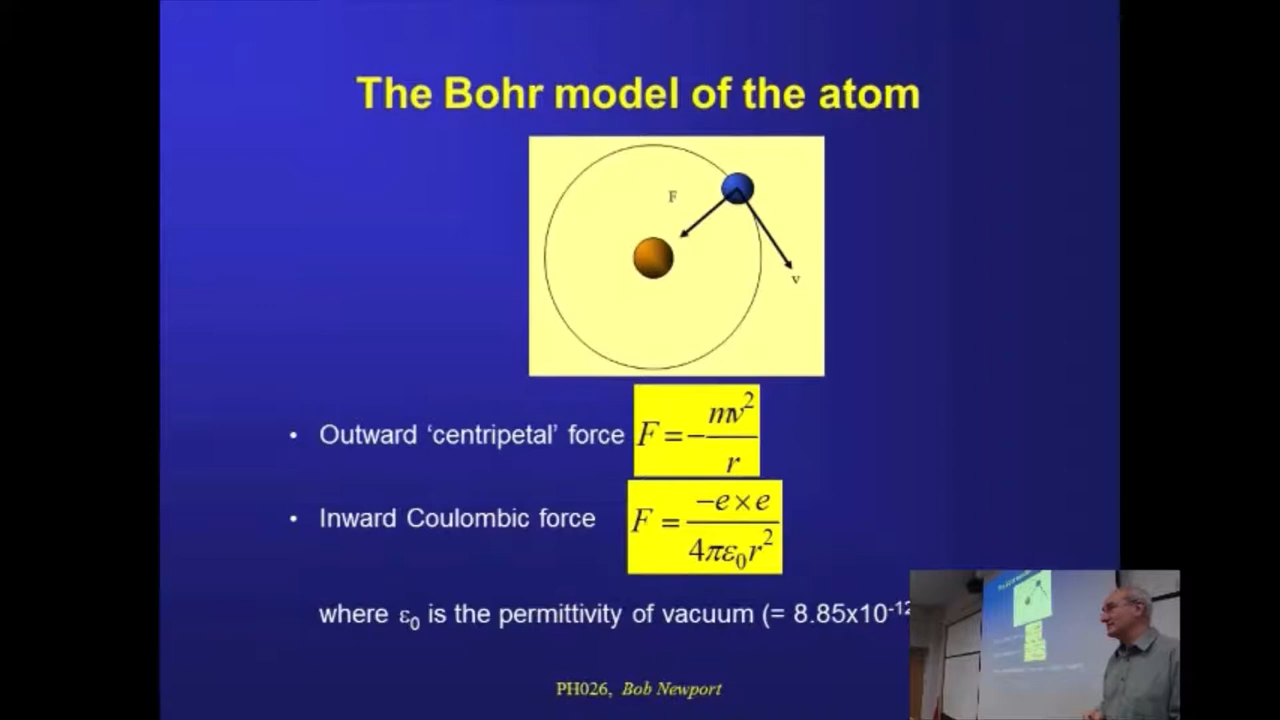 The Bohr model of the atom
F
v
• Outward ‘centripetal’ force F = − mv² / r
• Inward Coulombic force F = −e × e / 4πε₀r²
where ε₀ is the permittivity of vacuum (= 8.85x10⁻¹²
PH026, Bob Newport